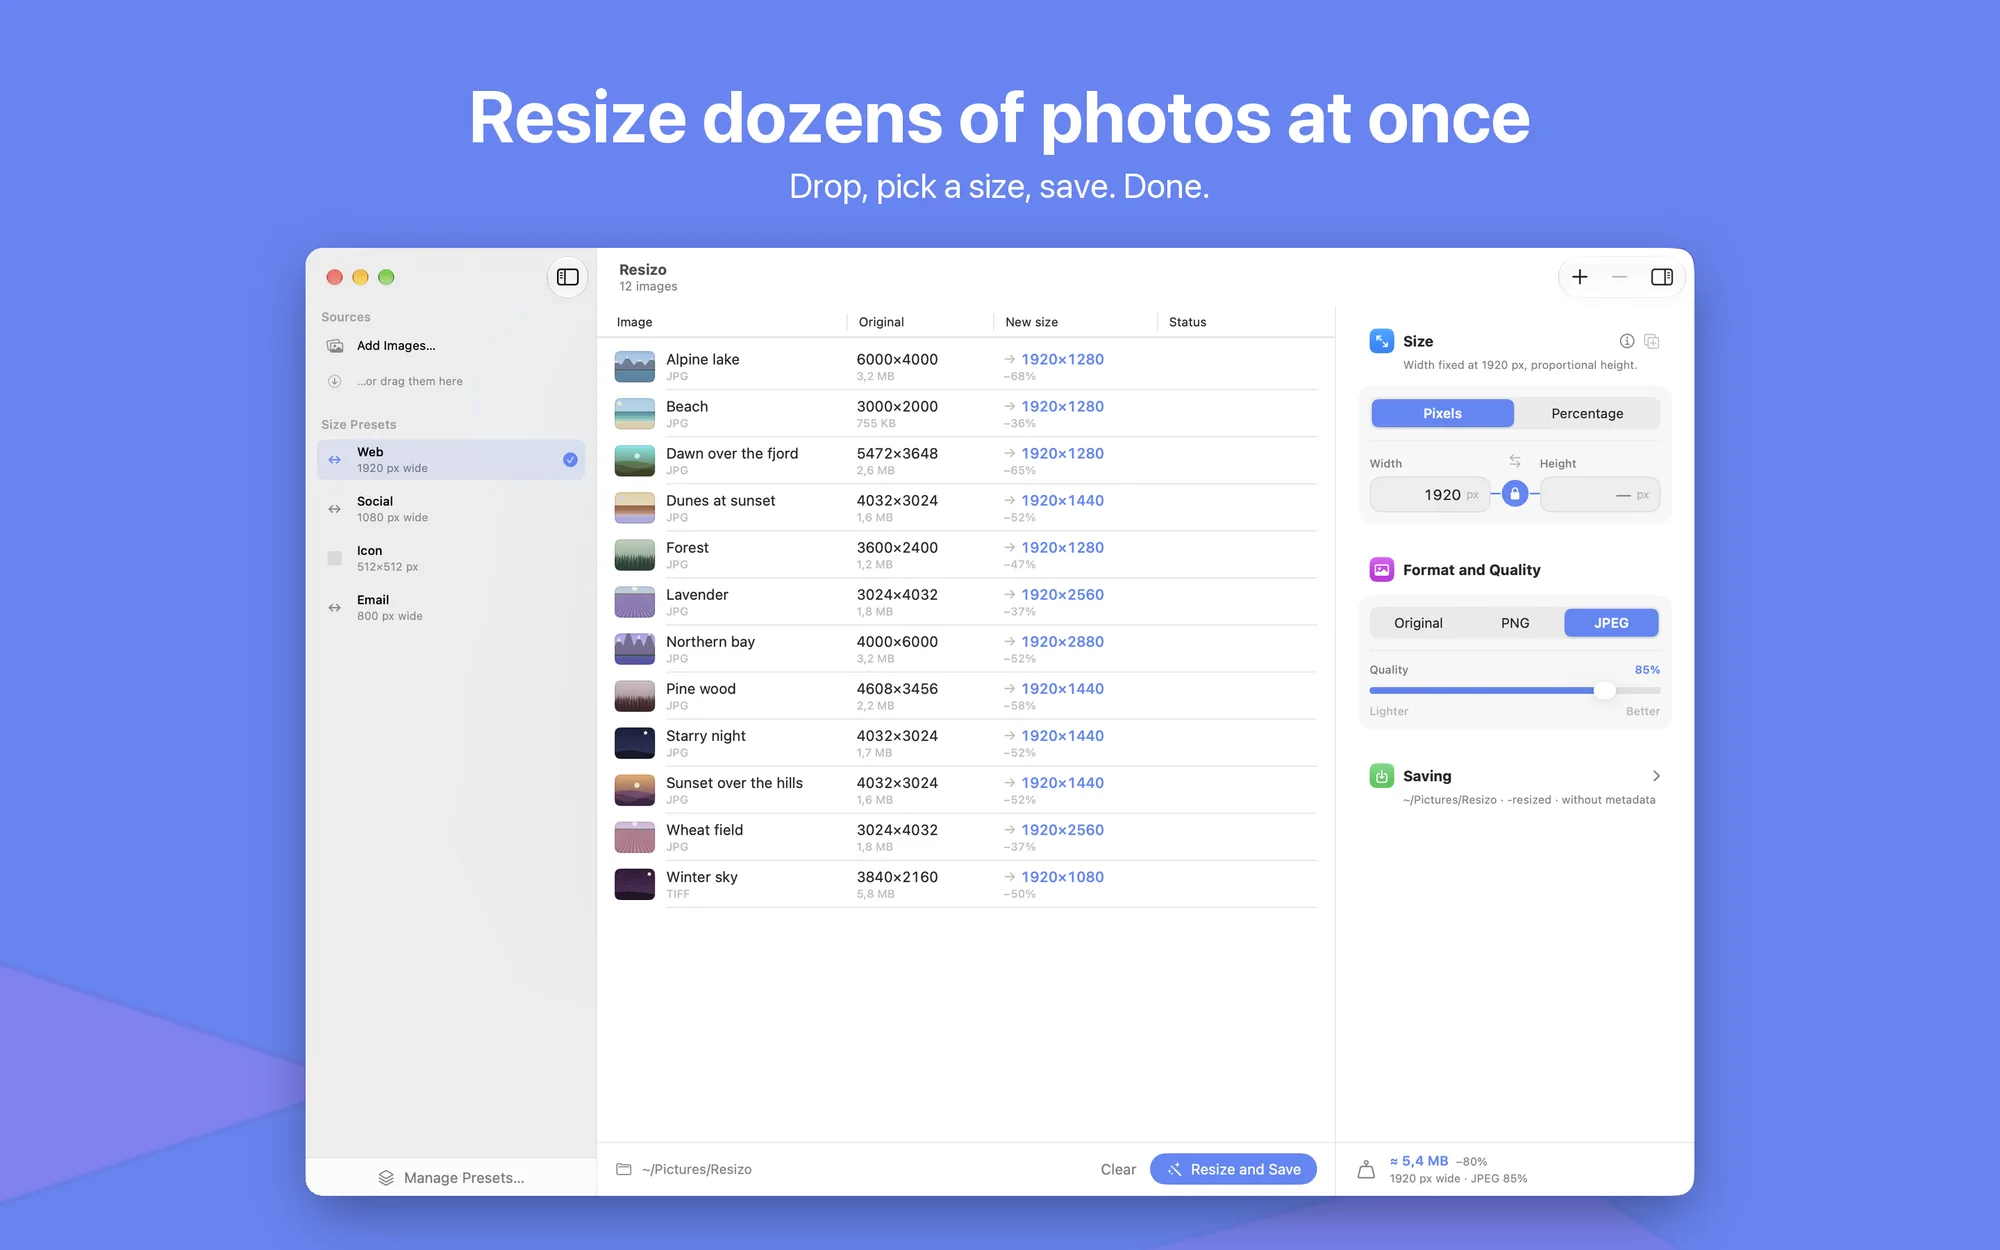 Resize dozens of photos at once
Drop, pick a size, save. Done.
Sources
Add Images...
...or drag them here
Size Presets
Web
1920 px wide
Social
1080 px wide
Icon
512×512 px
Email
800 px wide
Manage Presets...
Resizo
12 images
Image Original New size Status
Alpine lake 6000×4000 → 1920×1280
JPG 3,2 MB −68%
Beach 3000×2000 → 1920×1280
JPG 755 KB −36%
Dawn over the fjord 5472×3648 → 1920×1280
JPG 2,6 MB −65%
Dunes at sunset 4032×3024 → 1920×1440
JPG 1,6 MB −52%
Forest 3600×2400 → 1920×1280
JPG 1,2 MB −47%
Lavender 3024×4032 → 1920×2560
JPG 1,8 MB −37%
Northern bay 4000×6000 → 1920×2880
JPG 3,2 MB −52%
Pine wood 4608×3456 → 1920×1440
JPG 2,2 MB −58%
Starry night 4032×3024 → 1920×1440
JPG 1,7 MB −52%
Sunset over the hills 4032×3024 → 1920×1440
JPG 1,6 MB −52%
Wheat field 3024×4032 → 1920×2560
JPG 1,8 MB −37%
Winter sky 3840×2160 → 1920×1080
TIFF 5,8 MB −50%
~/Pictures/Resizo Clear Resize and Save
Size
Width fixed at 1920 px, proportional height.
Pixels Percentage
Width Height
1920 px — px
Format and Quality
Original PNG JPEG
Quality 85%
Lighter Better
Saving
~/Pictures/Resizo · -resized · without metadata
≈ 5,4 MB −80%
1920 px wide · JPEG 85%